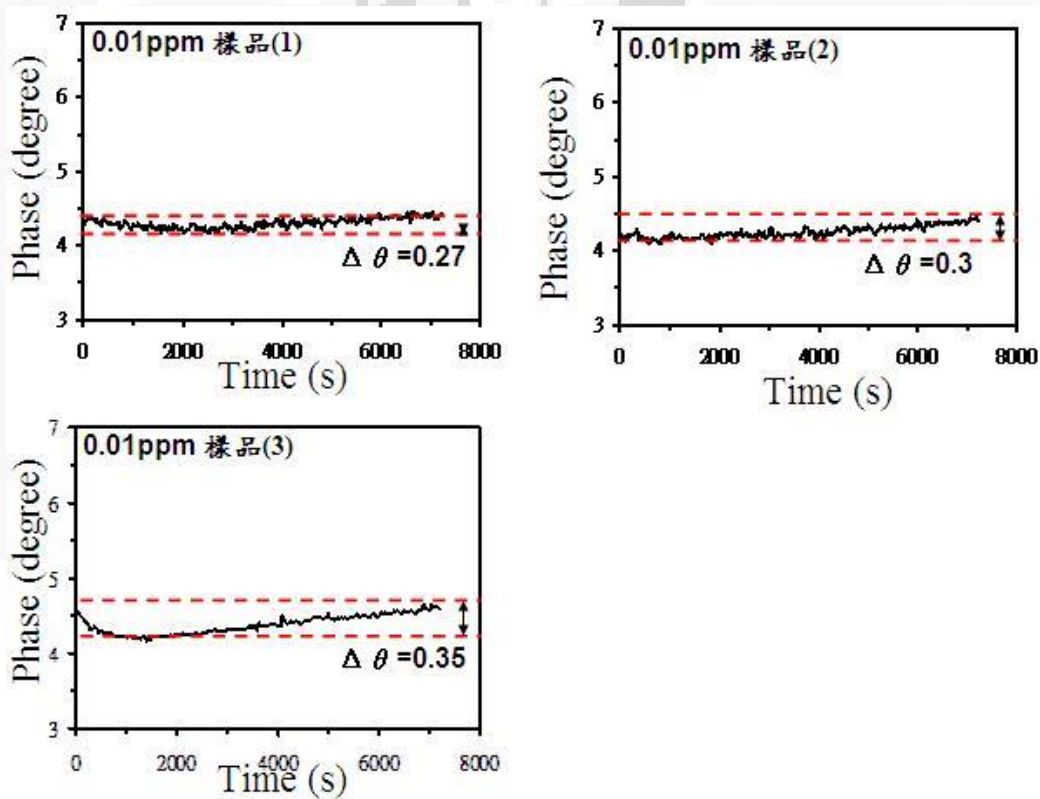 0.01ppm 樣品(1)
Phase (degree)
7
6
5
4
3
Δ θ =0.27
0 2000 4000 6000 8000
Time (s)
0.01ppm 樣品(2)
Phase (degree)
7
6
5
4
3
Δ θ =0.3
0 2000 4000 6000 8000
Time (s)
0.01ppm 樣品(3)
Phase (degree)
7
6
5
4
3
Δ θ =0.35
0 2000 4000 6000 8000
Time (s)